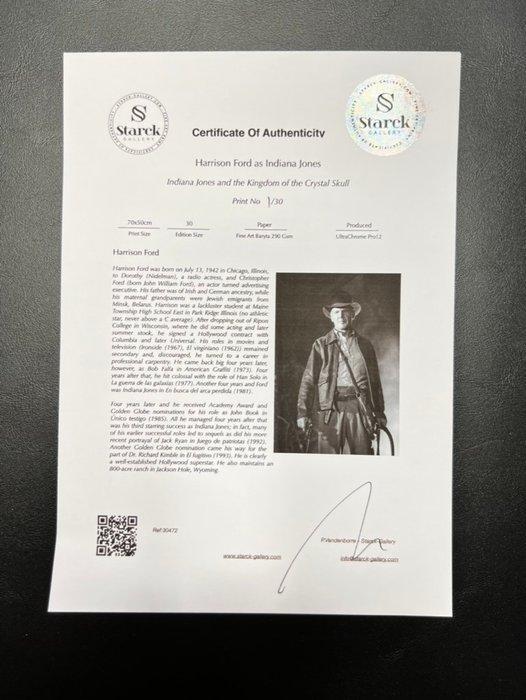 Starck
GALLERY
Starck
GALLERY
Certificate Of Authenticity
Harrison Ford as Indiana Jones
Indiana Jones and the Kingdom of the Crystal Skull
Print No 1/30
70x50cm 30 Paper Produced
Print Size Edition Size Fine Art Baryta 290 Gsm UltraChrome Pro12
Harrison Ford
Harrison Ford was born on July 13, 1942 in Chicago, Illinois,
to Dorothy (Nidelman), a radio actress, and Christopher
Ford (born John William Ford), an actor turned advertising
executive. His father was of Irish and German ancestry, while
his maternal grandparents were Jewish emigrants from
Minsk, Belarus. Harrison was a lackluster student at Maine
Township High School East in Park Ridge Illinois (no athletic
star, never above a C average). After dropping out of Ripon
College in Wisconsin, where he did some acting and later
summer stock, he signed a Hollywood contract with
Columbia and later Universal. His roles in movies and
television (Ironside (1967), El virginiano (1962)) remained
secondary and, discouraged, he turned to a career in
professional carpentry. He came back big four years later,
however, as Bob Falfa in American Graffiti (1973). Four
years after that, he hit colossal with the role of Han Solo in
La guerra de las galaxias (1977). Another four years and Ford
was Indiana Jones in En busca del arca perdida (1981).
Four years later and he received Academy Award and
Golden Globe nominations for his role as John Book in
Único testigo (1985). All he managed four years after that
was his third starring success as Indiana Jones; in fact, many
of his earlier successful roles led to sequels as did his more
recent portrayal of Jack Ryan in Juego de patriotas (1992).
Another Golden Globe nomination came his way for the
part of Dr. Richard Kimble in El fugitivo (1993). He is clearly
a well-established Hollywood superstar. He also maintains an
800-acre ranch in Jackson Hole, Wyoming.
Ref:30472
P.Vandenborre - Starck-Gallery
www.starck-gallery.com
info@starck-gallery.com